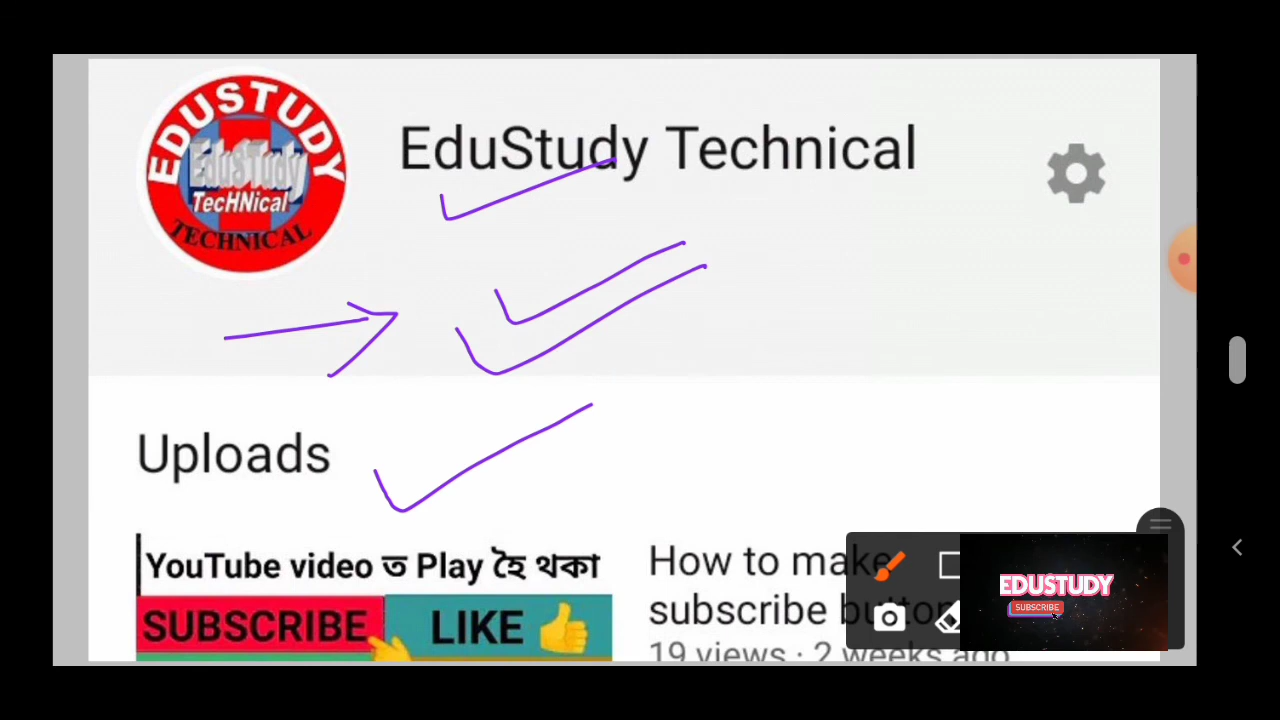 EDUSTUDY
EduSTudy
TecHNical
TECHNICAL
EduStudy Technical
Uploads
YouTube video ত Play হৈ থকা
SUBSCRIBE
LIKE
How to make
subscribe button
19 views · 2 weeks ago
EDUSTUDY
SUBSCRIBE